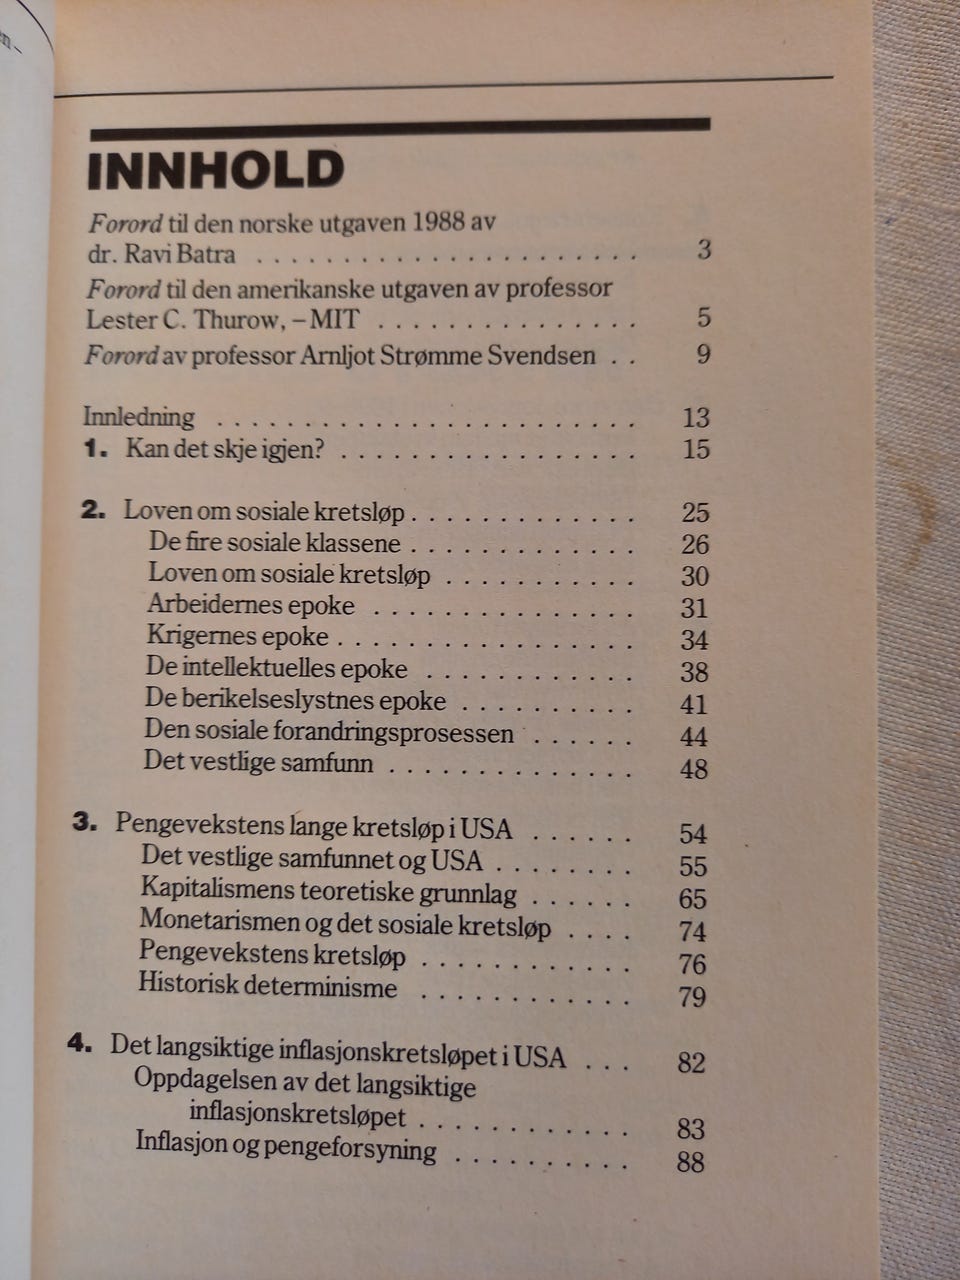 en –
INNHOLD
Forord til den norske utgaven 1988 av
dr. Ravi Batra . . . . . . . . . . . . . . . . . . . . . . 3
Forord til den amerikanske utgaven av professor
Lester C. Thurow, – MIT . . . . . . . . . . . . . . . 5
Forord av professor Arnljot Strømme Svendsen . . 9
Innledning . . . . . . . . . . . . . . . . . . . . . . . . 13
1. Kan det skje igjen? . . . . . . . . . . . . . . . . . 15
2. Loven om sosiale kretsløp . . . . . . . . . . . . . 25
De fire sosiale klassene . . . . . . . . . . . . . 26
Loven om sosiale kretsløp . . . . . . . . . . . 30
Arbeidernes epoke . . . . . . . . . . . . . . . 31
Krigernes epoke . . . . . . . . . . . . . . . . . 34
De intellektuelles epoke . . . . . . . . . . . . 38
De berikelseslystnes epoke . . . . . . . . . . 41
Den sosiale forandringsprosessen . . . . . . 44
Det vestlige samfunn . . . . . . . . . . . . . . 48
3. Pengevekstens lange kretsløp i USA . . . . . . 54
Det vestlige samfunnet og USA . . . . . . . . 55
Kapitalismens teoretiske grunnlag . . . . . . 65
Monetarismen og det sosiale kretsløp . . . . 74
Pengevekstens kretsløp . . . . . . . . . . . . 76
Historisk determinisme . . . . . . . . . . . . 79
4. Det langsiktige inflasjonskretsløpet i USA . . . 82
Oppdagelsen av det langsiktige
inflasjonskretsløpet . . . . . . . . . . . . 83
Inflasjon og pengeforsyning . . . . . . . . . . 88